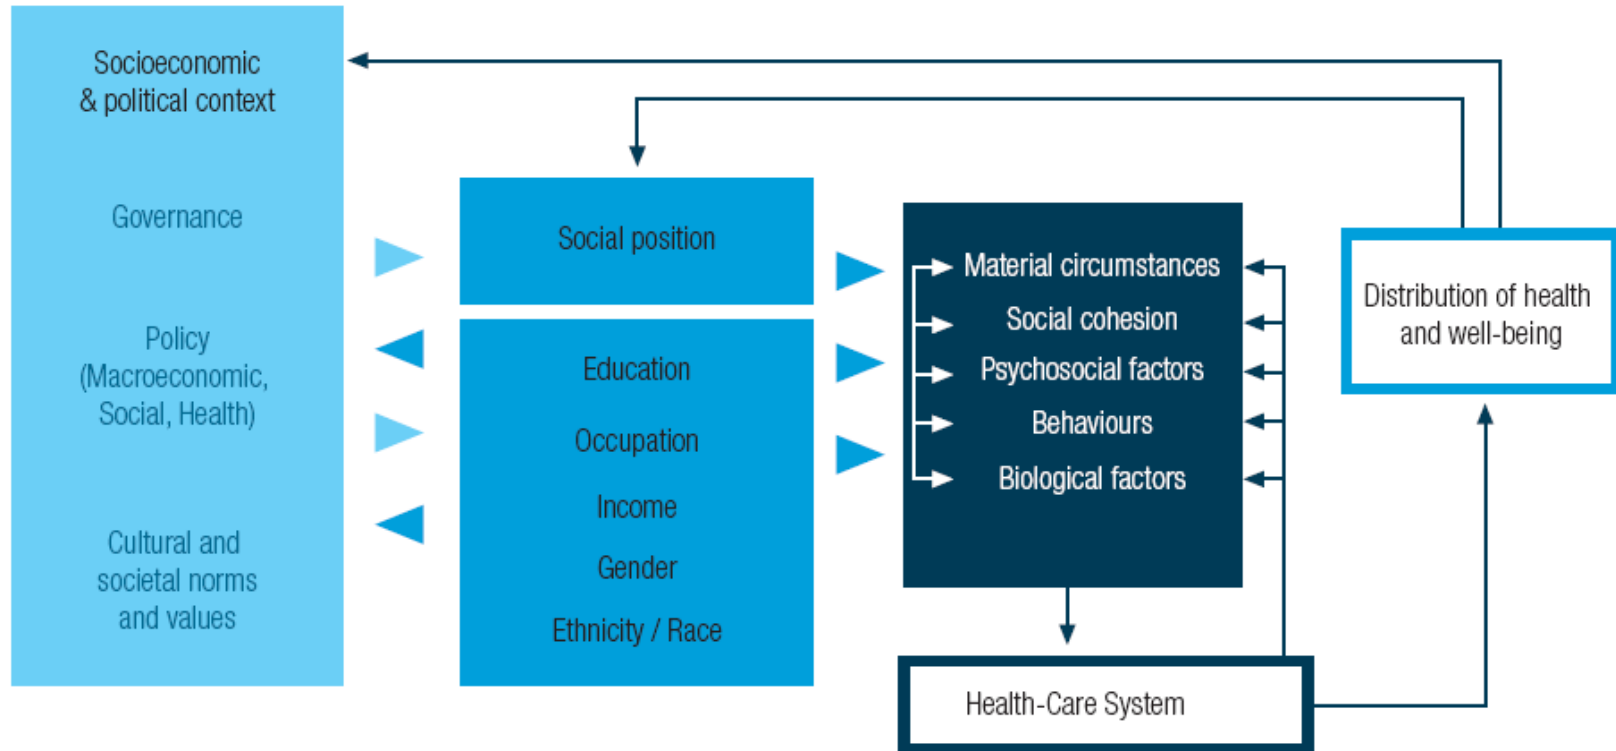 Socioeconomic
& political context
Governance
Policy
(Macroeconomic,
Social, Health)
Cultural and
societal norms
and values
Social position
Education
Occupation
Income
Gender
Ethnicity / Race
Material circumstances
Social cohesion
Psychosocial factors
Behaviours
Biological factors
Health-Care System
Distribution of health
and well-being